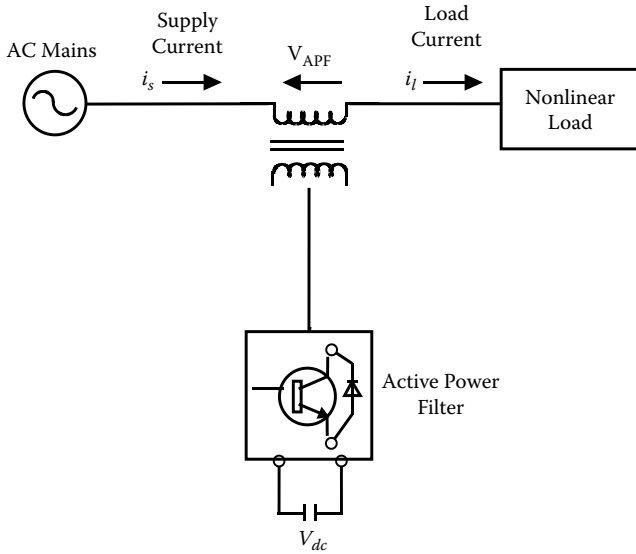 Supply
Current
Load
Current
AC Mains
V_APF
i_s
i_l
Nonlinear
Load
Active Power
Filter
V_dc